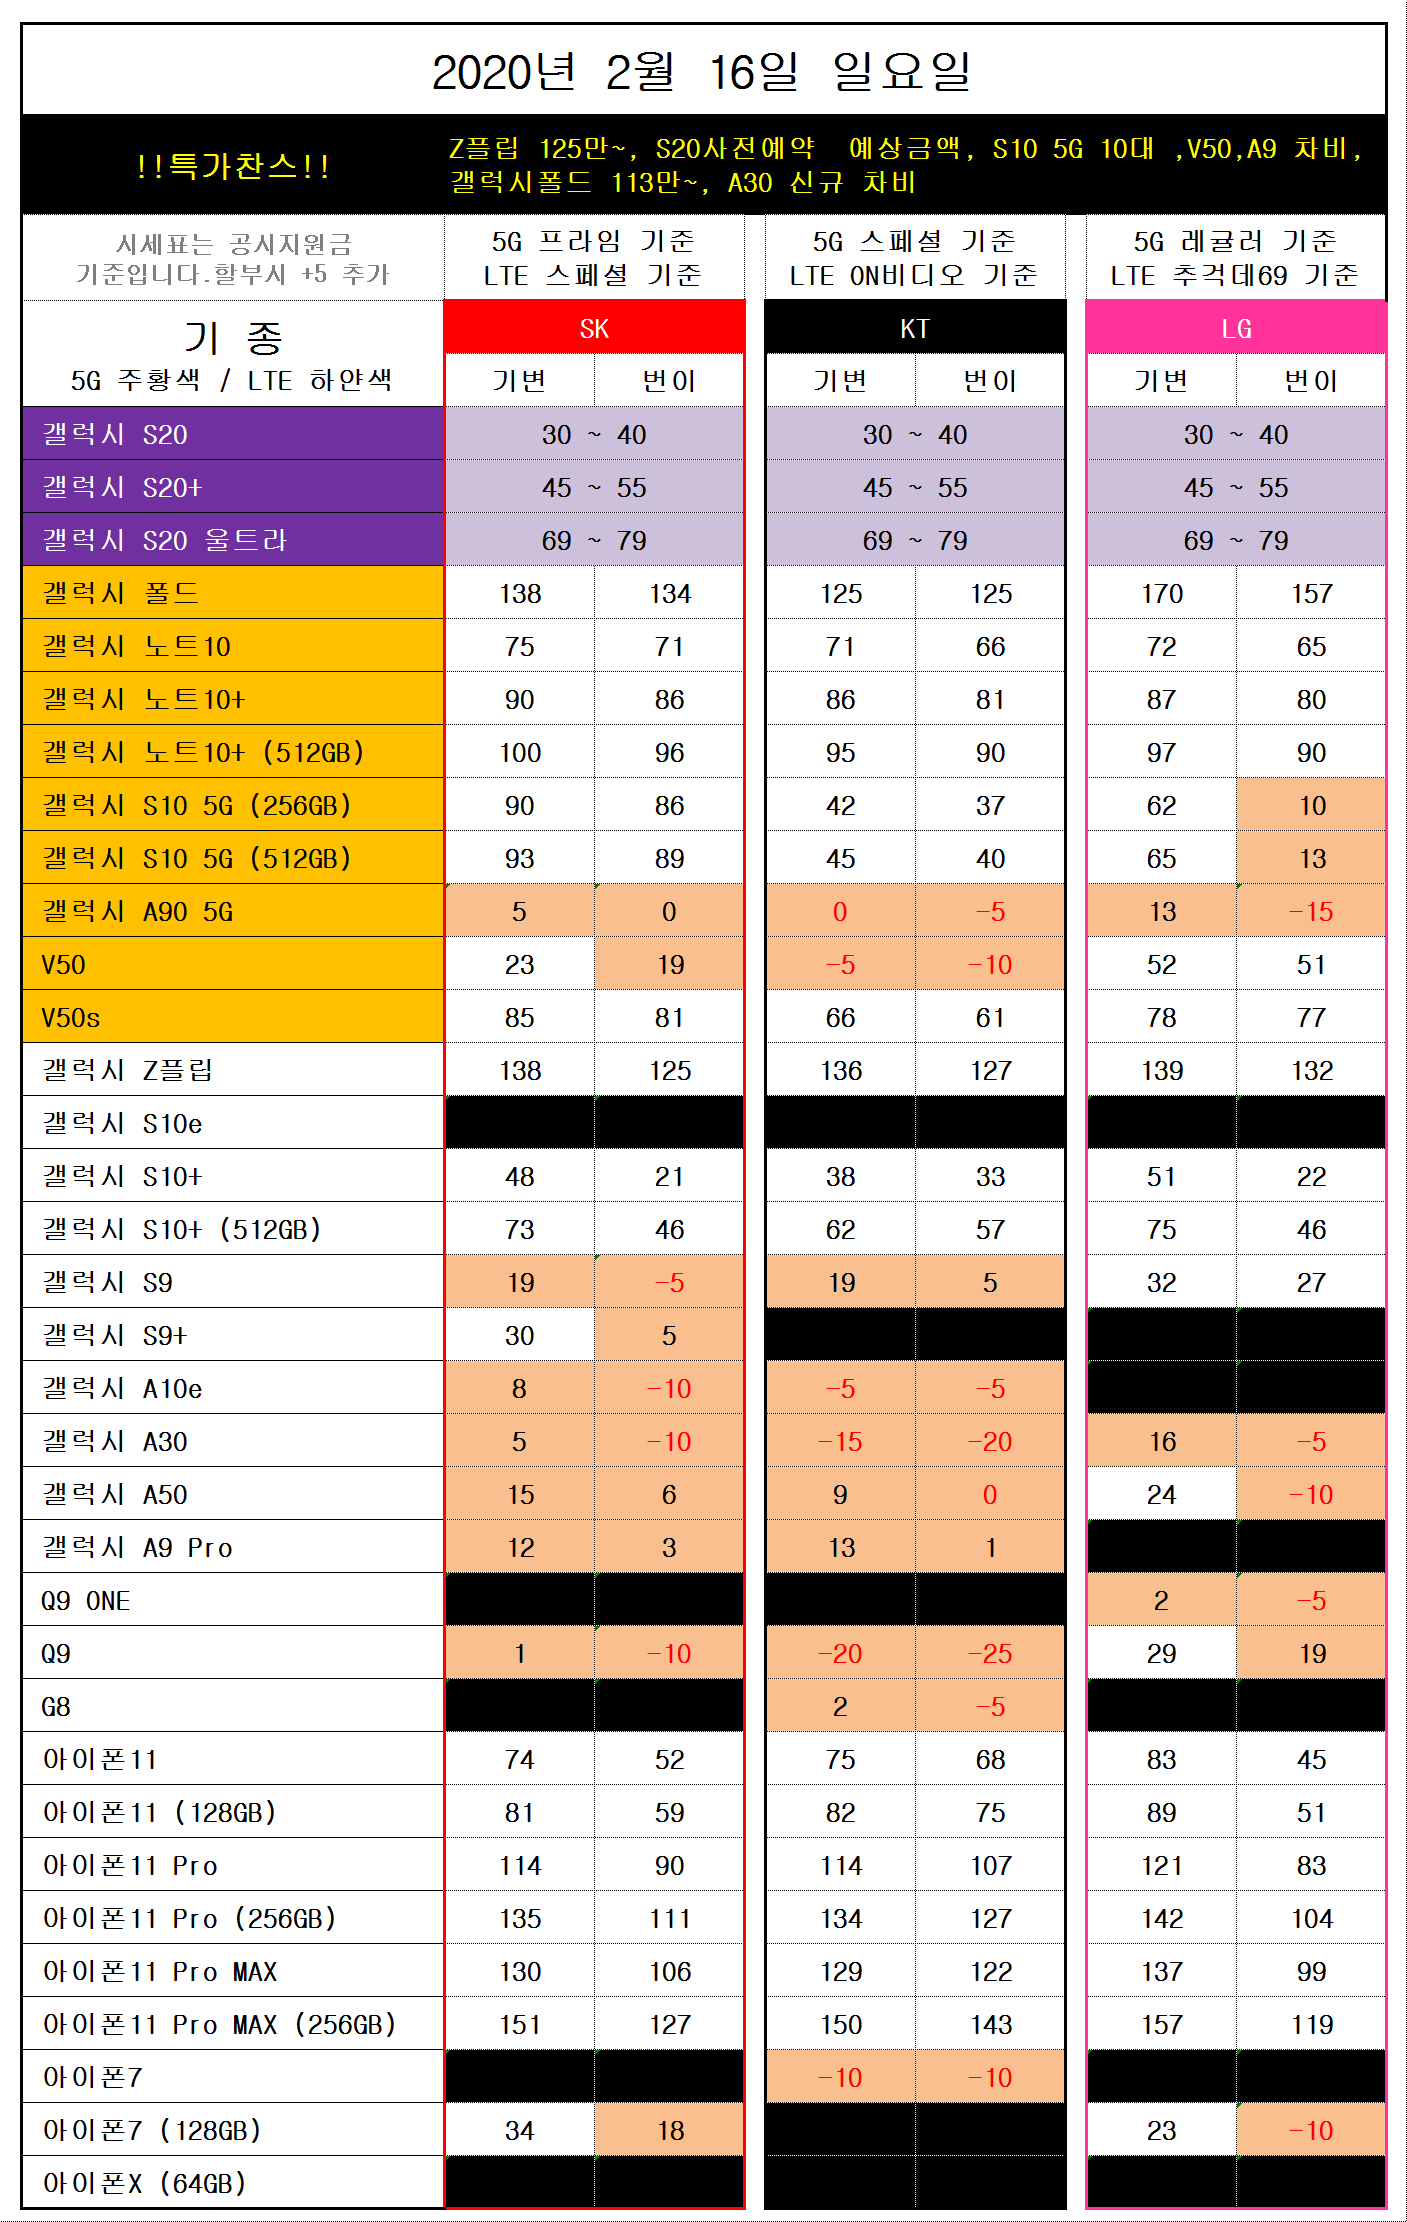 2020년 2월 16일 일요일
!!특가찬스!!
Z플립 125만~, S20사전예약 예상금액, S10 5G 10대 ,V50,A9 차비,
갤럭시폴드 113만~, A30 신규 차비
시세표는 공시지원금
기준입니다.할부시 +5 추가
5G 프라임 기준
LTE 스페셜 기준
5G 스페셜 기준
LTE ON비디오 기준
5G 레귤러 기준
LTE 추걱데69 기준
기 종
5G 주황색 / LTE 하얀색
SK KT LG
기변 번이 기변 번이 기변 번이
갤럭시 S20 30 ~ 40 30 ~ 40 30 ~ 40
갤럭시 S20+ 45 ~ 55 45 ~ 55 45 ~ 55
갤럭시 S20 울트라 69 ~ 79 69 ~ 79 69 ~ 79
갤럭시 폴드 138 134 125 125 170 157
갤럭시 노트10 75 71 71 66 72 65
갤럭시 노트10+ 90 86 86 81 87 80
갤럭시 노트10+ (512GB) 100 96 95 90 97 90
갤럭시 S10 5G (256GB) 90 86 42 37 62 10
갤럭시 S10 5G (512GB) 93 89 45 40 65 13
갤럭시 A90 5G 5 0 0 -5 13 -15
V50 23 19 -5 -10 52 51
V50s 85 81 66 61 78 77
갤럭시 Z플립 138 125 136 127 139 132
갤럭시 S10e
갤럭시 S10+ 48 21 38 33 51 22
갤럭시 S10+ (512GB) 73 46 62 57 75 46
갤럭시 S9 19 -5 19 5 32 27
갤럭시 S9+ 30 5
갤럭시 A10e 8 -10 -5 -5
갤럭시 A30 5 -10 -15 -20 16 -5
갤럭시 A50 15 6 9 0 24 -10
갤럭시 A9 Pro 12 3 13 1
Q9 ONE 2 -5
Q9 1 -10 -20 -25 29 19
G8 2 -5
아이폰11 74 52 75 68 83 45
아이폰11 (128GB) 81 59 82 75 89 51
아이폰11 Pro 114 90 114 107 121 83
아이폰11 Pro (256GB) 135 111 134 127 142 104
아이폰11 Pro MAX 130 106 129 122 137 99
아이폰11 Pro MAX (256GB) 151 127 150 143 157 119
아이폰7 -10 -10
아이폰7 (128GB) 34 18 23 -10
아이폰X (64GB)